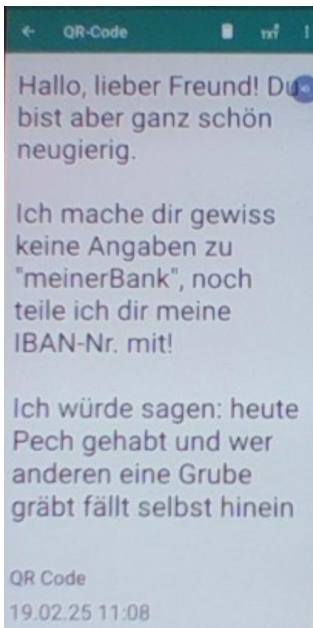 QR-Code
TXT
Hallo, lieber Freund! Du
bist aber ganz schön
neugierig.
Ich mache dir gewiss
keine Angaben zu
"meinerBank", noch
teile ich dir meine
IBAN-Nr. mit!
Ich würde sagen: heute
Pech gehabt und wer
anderen eine Grube
gräbt fällt selbst hinein
QR Code
19.02.25 11:08